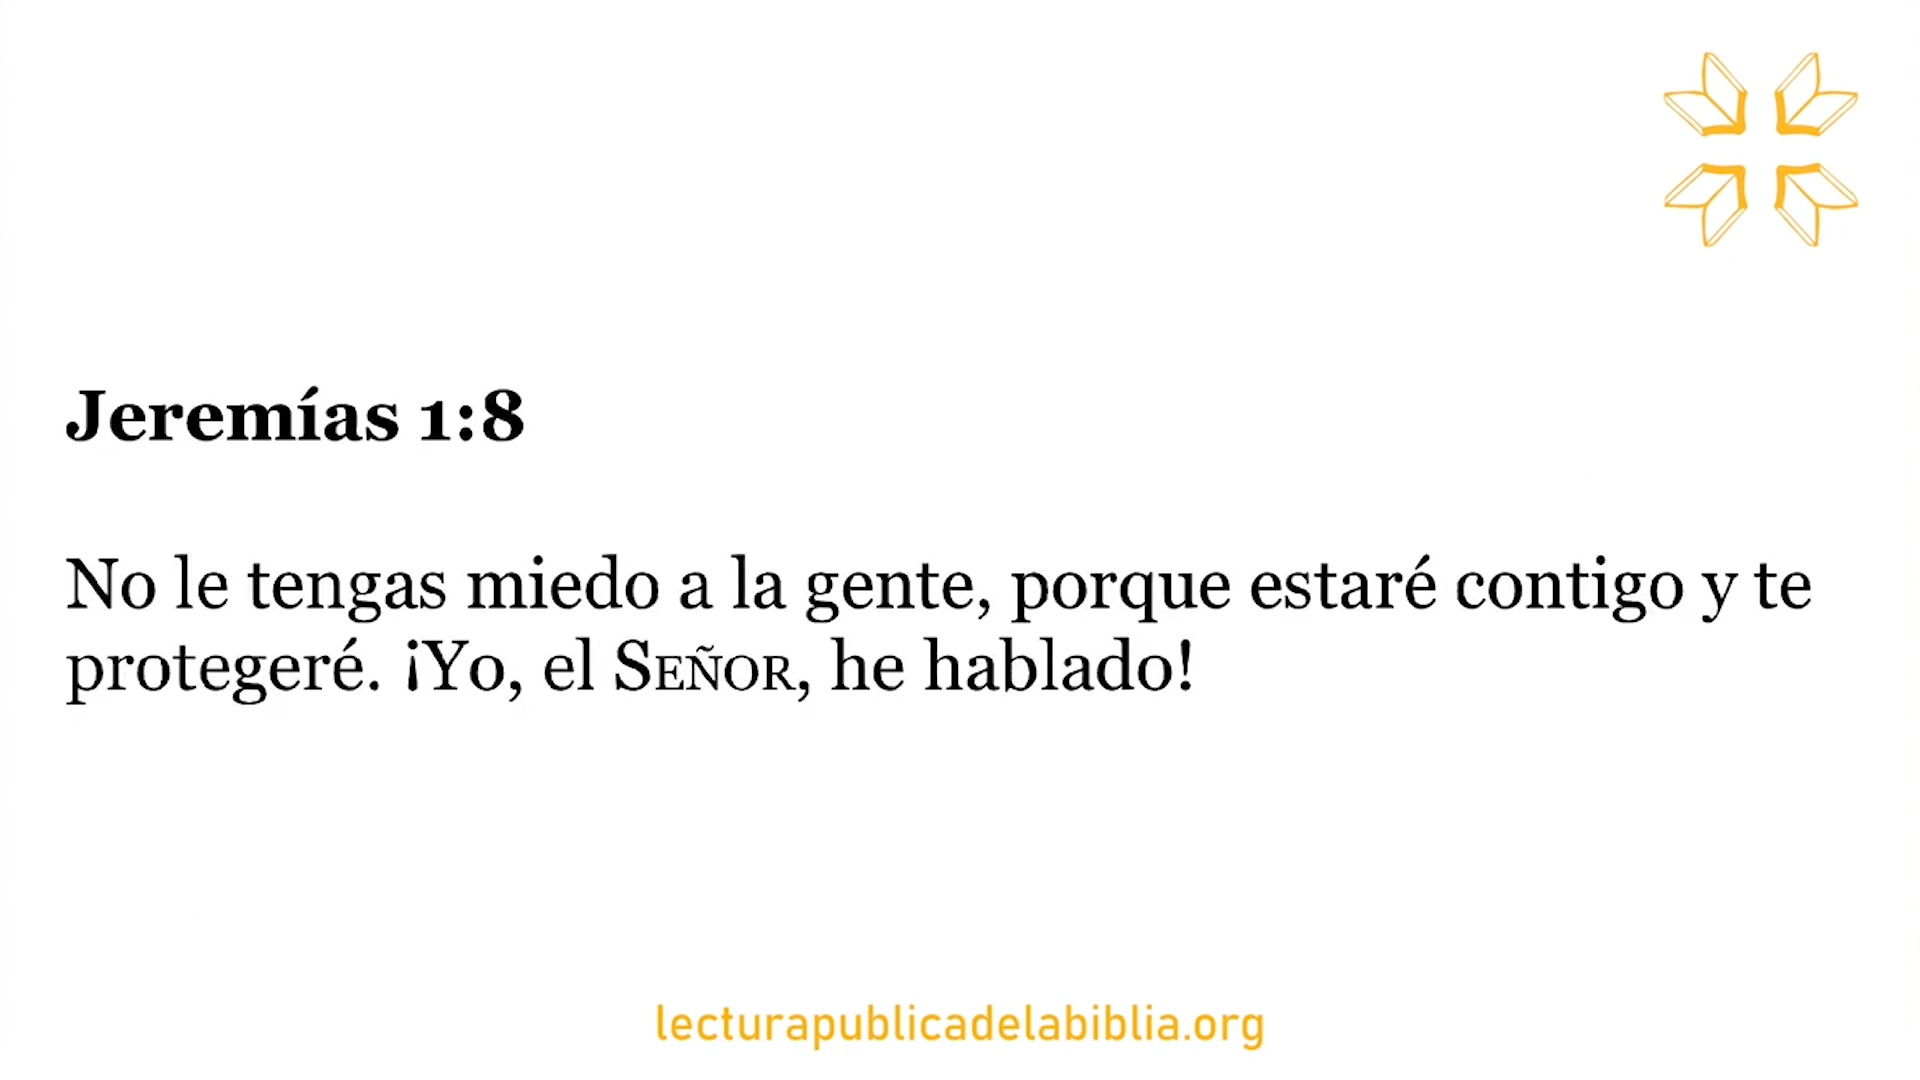 Jeremías 1:8
No le tengas miedo a la gente, porque estaré contigo y te
protegeré. ¡Yo, el SEÑOR, he hablado!
lecturapublicadelabiblia.org